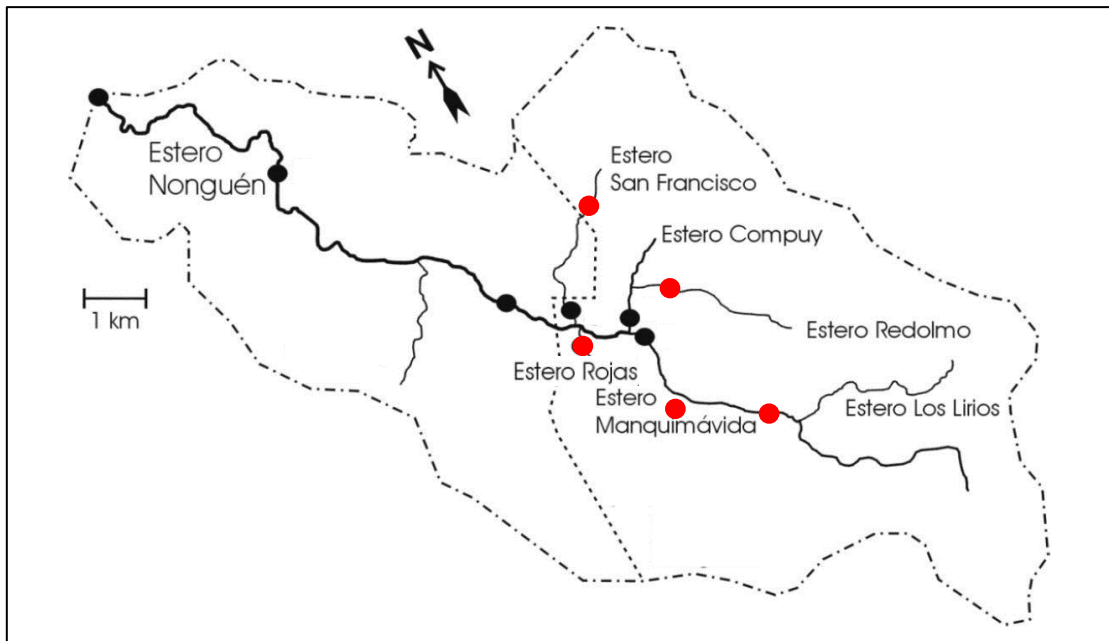 N
Estero
Nonguén
Estero
San Francisco
Estero Compuy
1 km
Estero Redolmo
Estero Rojas
Estero
Manquimávida
Estero Los Lirios